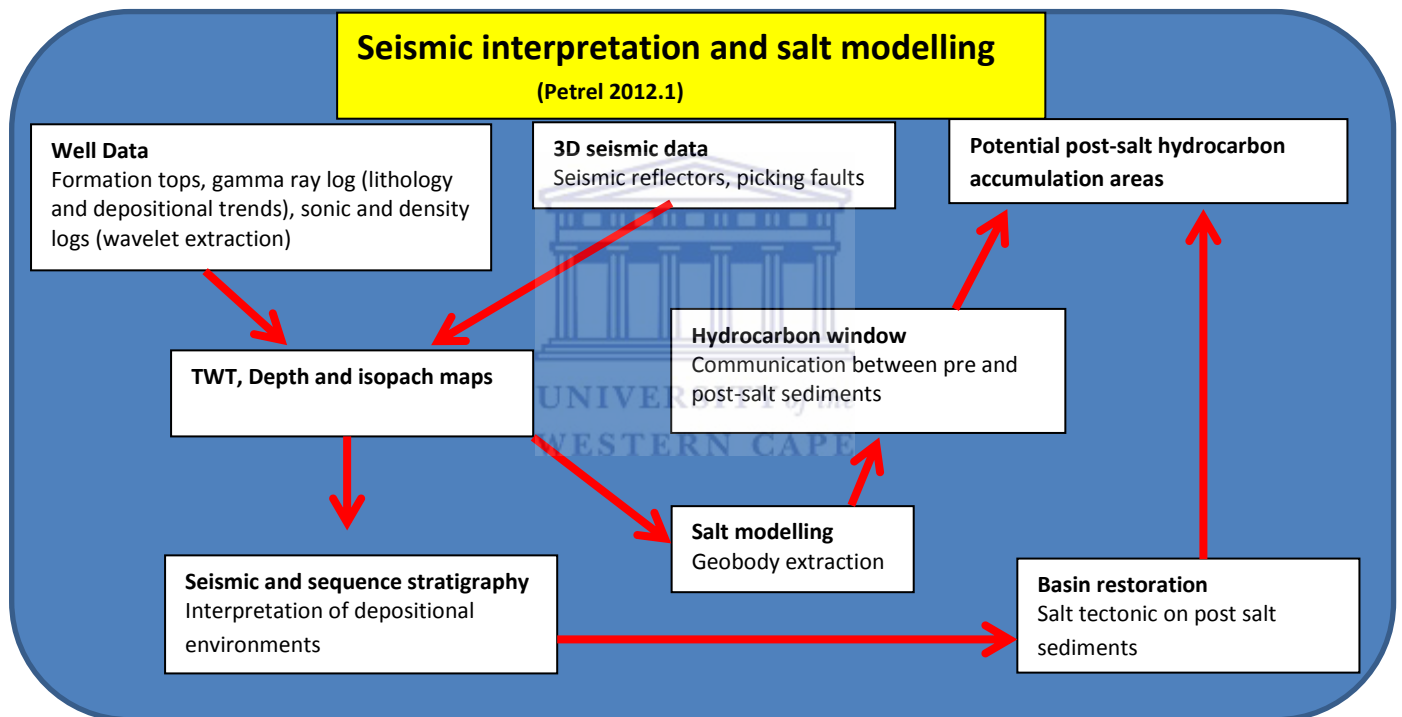 Seismic interpretation and salt modelling
(Petrel 2012.1)
Well Data
Formation tops, gamma ray log (lithology
and depositional trends), sonic and density
logs (wavelet extraction)
3D seismic data
Seismic reflectors, picking faults
Potential post-salt hydrocarbon
accumulation areas
TWT, Depth and isopach maps
Hydrocarbon window
Communication between pre and
post-salt sediments
UNIVERSITY of the
WESTERN CAPE
Salt modelling
Geobody extraction
Seismic and sequence stratigraphy
Interpretation of depositional
environments
Basin restoration
Salt tectonic on post salt
sediments